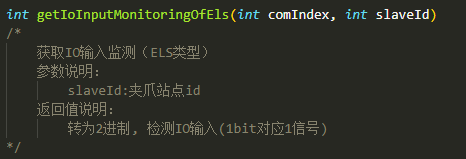 int getIoInputMonitoringOfEls(int comIndex, int slaveId)
/*
获取IO输入监测（ELS类型）
参数说明:
slaveId:夹爪站点id
返回值说明:
转为2进制, 检测IO输入(1bit对应1信号)
*/